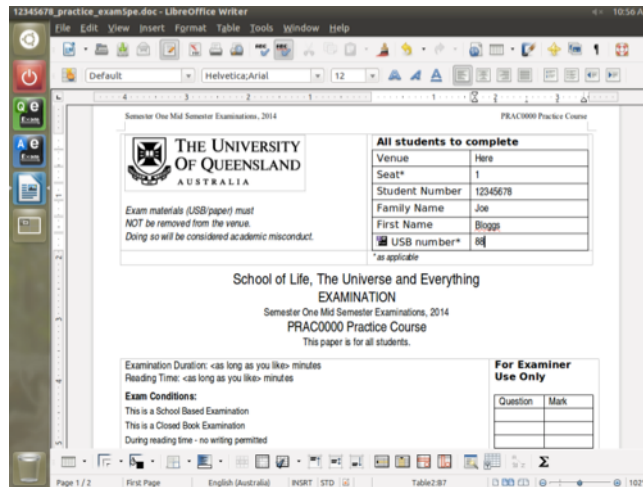 12345678_practice_examSpe.doc - LibreOffice Writer
10:56 A
File Edit View Insert Format Table Tools Window Help
Default
Helvetica;Arial
12
Semester One Mid Semester Examinations, 2014
PRAC0000 Practice Course
THE UNIVERSITY
OF QUEENSLAND
AUSTRALIA
Exam materials (USB/paper) must
NOT be removed from the venue.
Doing so will be considered academic misconduct.
All students to complete
Venue Here
Seat* 1
Student Number 12345678
Family Name Joe
First Name Bloggs
USB number* 88
* as applicable
School of Life, The Universe and Everything
EXAMINATION
Semester One Mid Semester Examinations, 2014
PRAC0000 Practice Course
This paper is for all students.
Examination Duration: <as long as you like> minutes
Reading Time: <as long as you like> minutes
Exam Conditions:
This is a School Based Examination
This is a Closed Book Examination
During reading time - no writing permitted
For Examiner
Use Only
Question Mark
Page 1 / 2 First Page English (Australia) INSRT STD Table2:B7